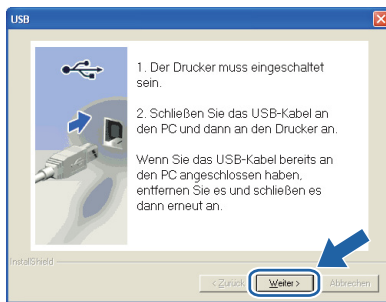 USB
1. Der Drucker muss eingeschaltet
sein.
2. Schließen Sie das USB-Kabel an
den PC und dann an den Drucker an.
Wenn Sie das USB-Kabel bereits an
den PC angeschlossen haben,
entfernen Sie es und schließen es
dann erneut an.
InstallShield
< Zurück
Weiter >
Abbrechen